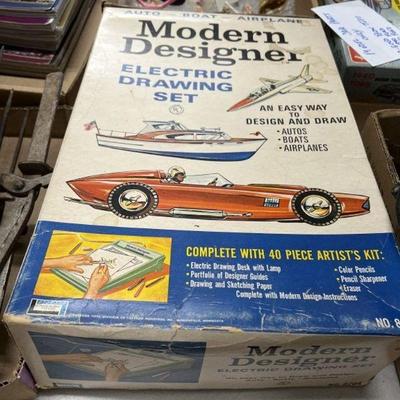 AUTO - BOAT - AIRPLANE
Modern
Designer
ELECTRIC
DRAWING
SET
AN EASY WAY
TO
DESIGN AND DRAW
• AUTOS
• BOATS
• AIRPLANES
COMPLETE WITH 40 PIECE ARTIST'S KIT:
• Electric Drawing Desk with Lamp
• Portfolio of Designer Guides
• Drawing and Sketching Paper
• Color Pencils
• Pencil Sharpener
• Eraser
Complete with Modern Design Instructions
NO. 8
Modern
Designer
ELECTRIC DRAWING SET